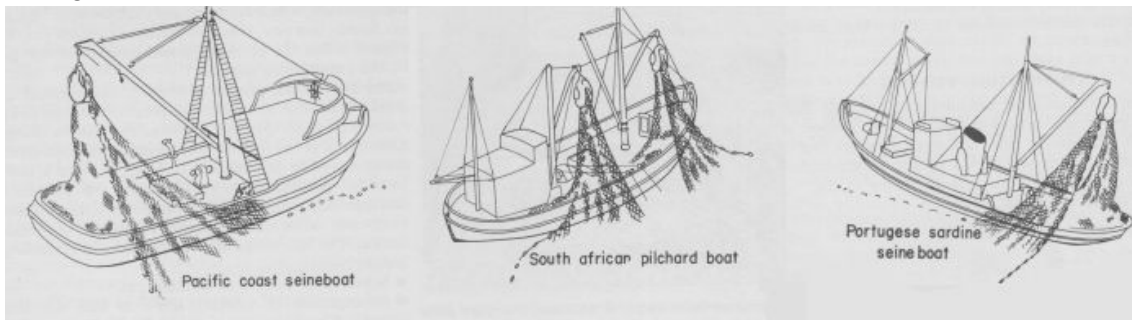 Pacific coast seineboat
South african pilchard boat
Portugese sardine
seine boat